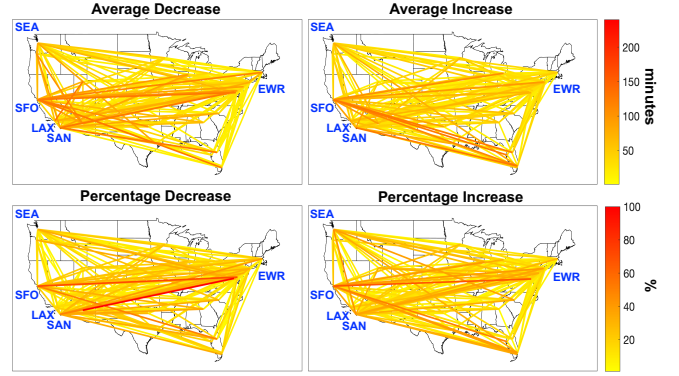 Average Decrease
Average Increase
SEA
SFO
LAX
SAN
EWR
SEA
SFO
LAX
SAN
EWR
200
150
100
50
minutes
Percentage Decrease
Percentage Increase
SEA
SFO
LAX
SAN
EWR
SEA
SFO
LAX
SAN
EWR
100
80
60
40
20
%